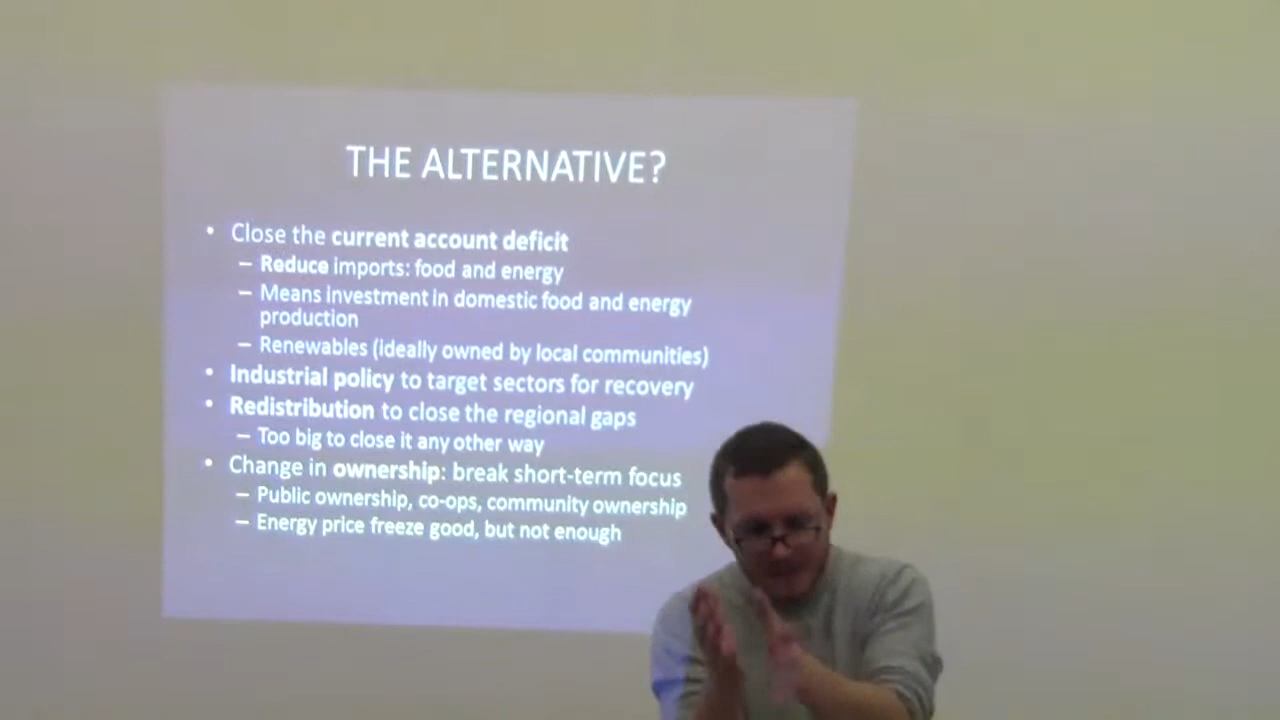 THE ALTERNATIVE?
• Close the current account deficit
– Reduce imports: food and energy
– Means investment in domestic food and energy
production
– Renewables (ideally owned by local communities)
• Industrial policy to target sectors for recovery
• Redistribution to close the regional gaps
– Too big to close it any other way
• Change in ownership: break short-term focus
– Public ownership, co-ops, community ownership
– Energy price freeze good, but not enough